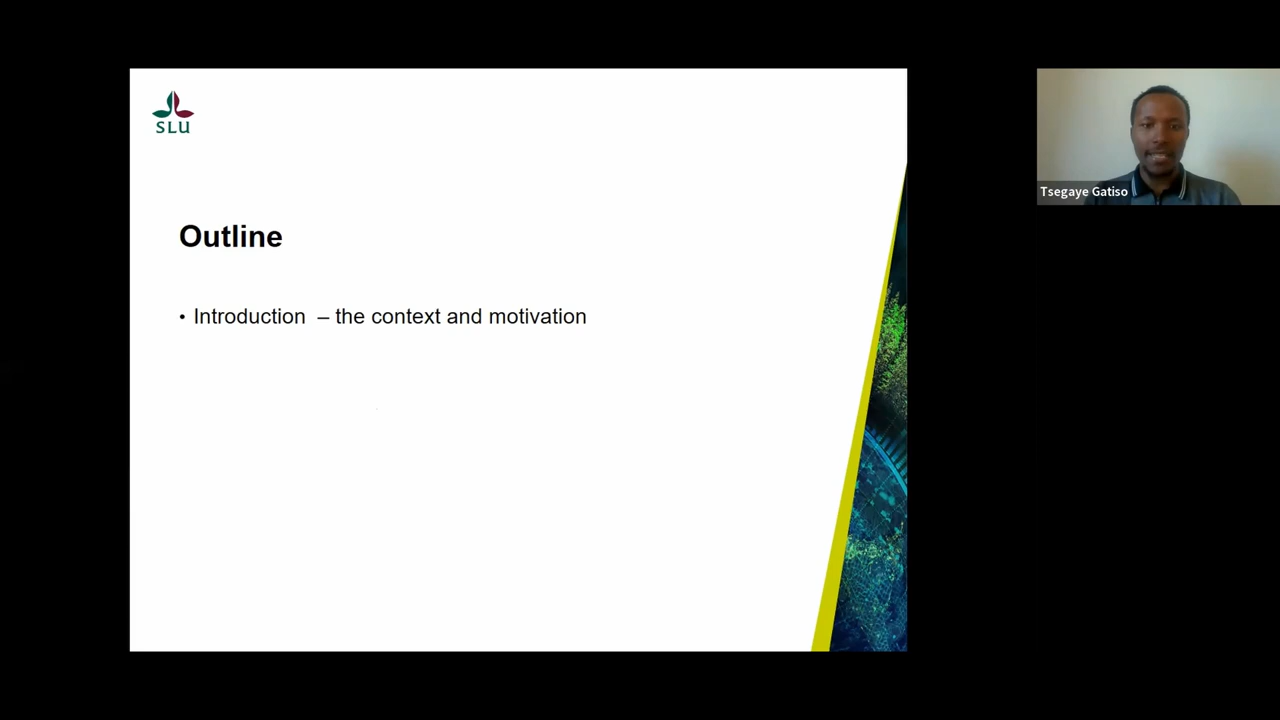 SLU
Outline
• Introduction – the context and motivation
Tsegaye Gatiso